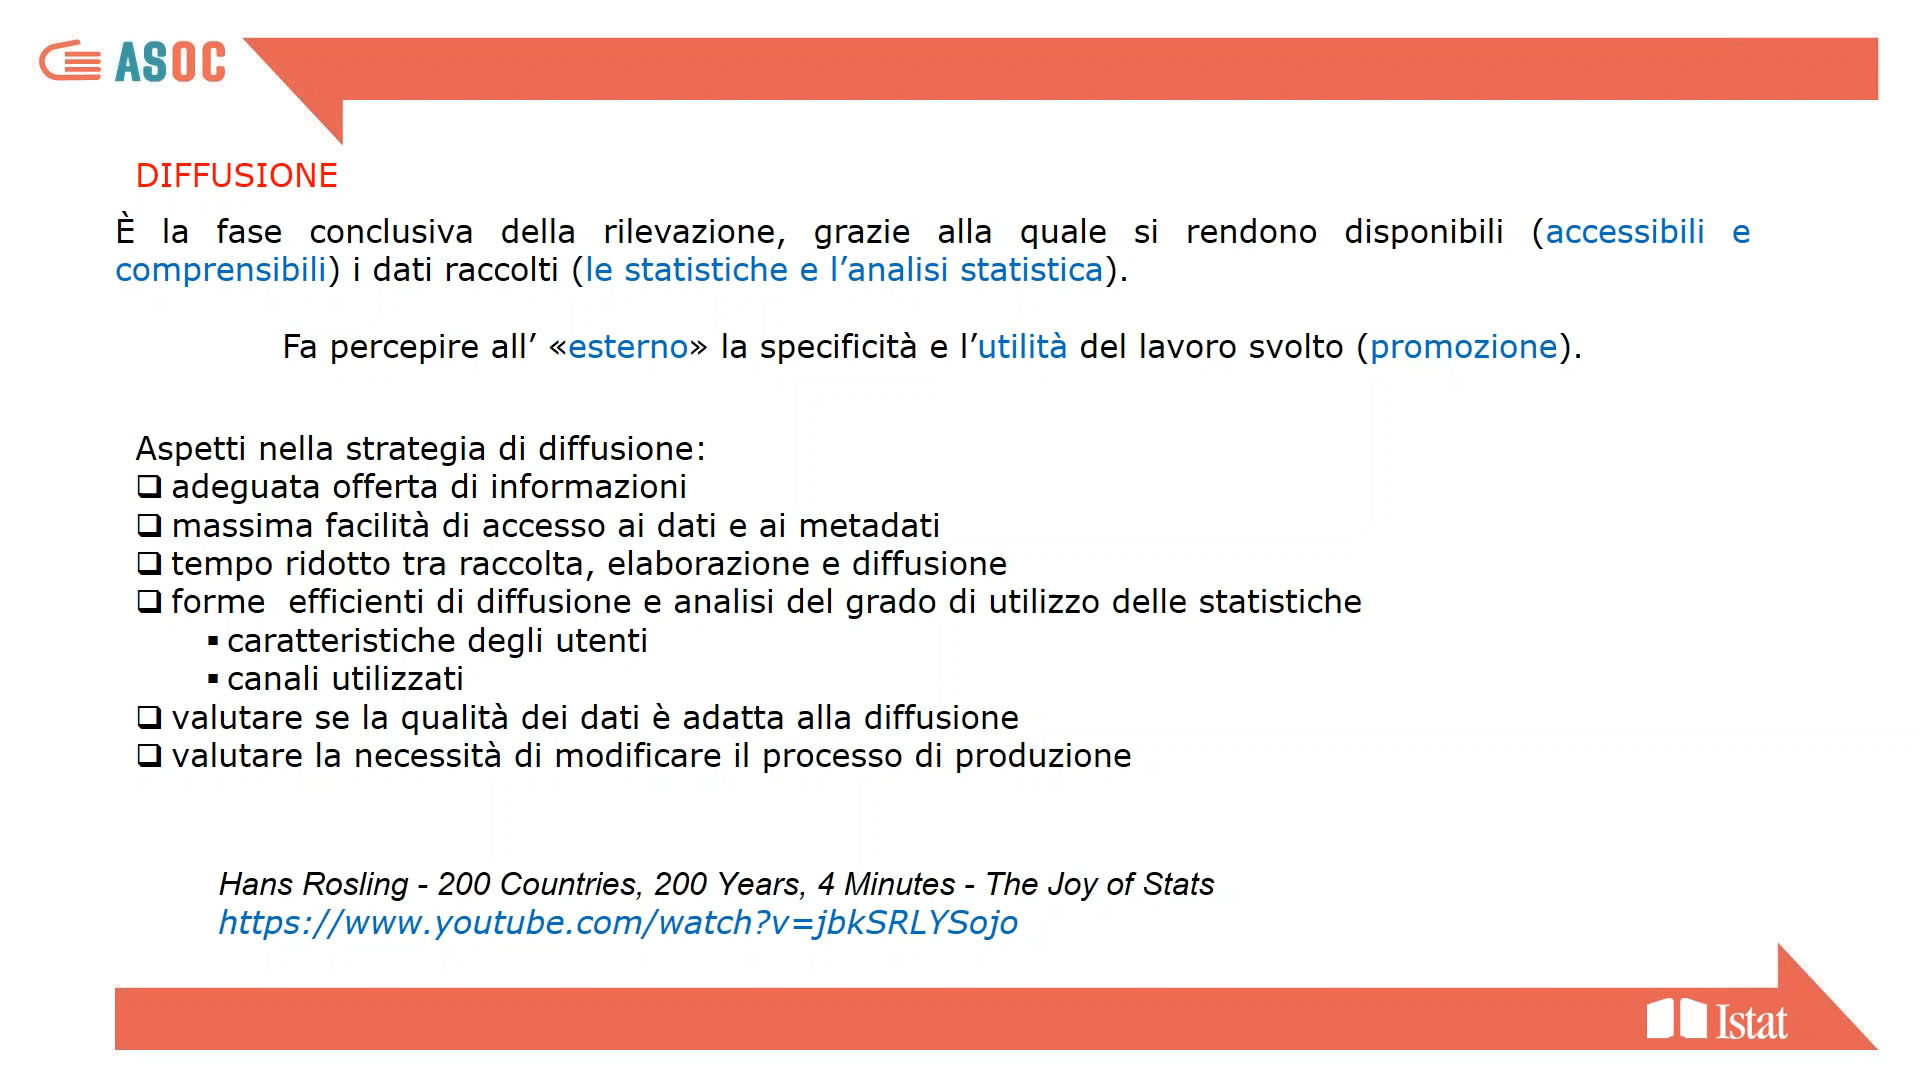 ASOC
DIFFUSIONE
È la fase conclusiva della rilevazione, grazie alla quale si rendono disponibili (accessibili e
comprensibili) i dati raccolti (le statistiche e l’analisi statistica).
Fa percepire all’ «esterno» la specificità e l’utilità del lavoro svolto (promozione).
Aspetti nella strategia di diffusione:
❑ adeguata offerta di informazioni
❑ massima facilità di accesso ai dati e ai metadati
❑ tempo ridotto tra raccolta, elaborazione e diffusione
❑ forme  efficienti di diffusione e analisi del grado di utilizzo delle statistiche
▪ caratteristiche degli utenti
▪ canali utilizzati
❑ valutare se la qualità dei dati è adatta alla diffusione
❑ valutare la necessità di modificare il processo di produzione
Hans Rosling - 200 Countries, 200 Years, 4 Minutes - The Joy of Stats
https://www.youtube.com/watch?v=jbkSRLYSojo
Istat